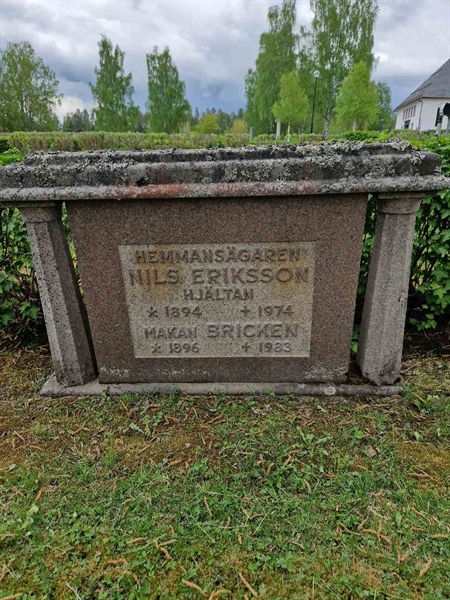 HEMMANSÄGAREN
NILS ERIKSSON
HJÄLTAN
* 1894 + 1974
MAKAN BRICKEN
* 1896 + 1983